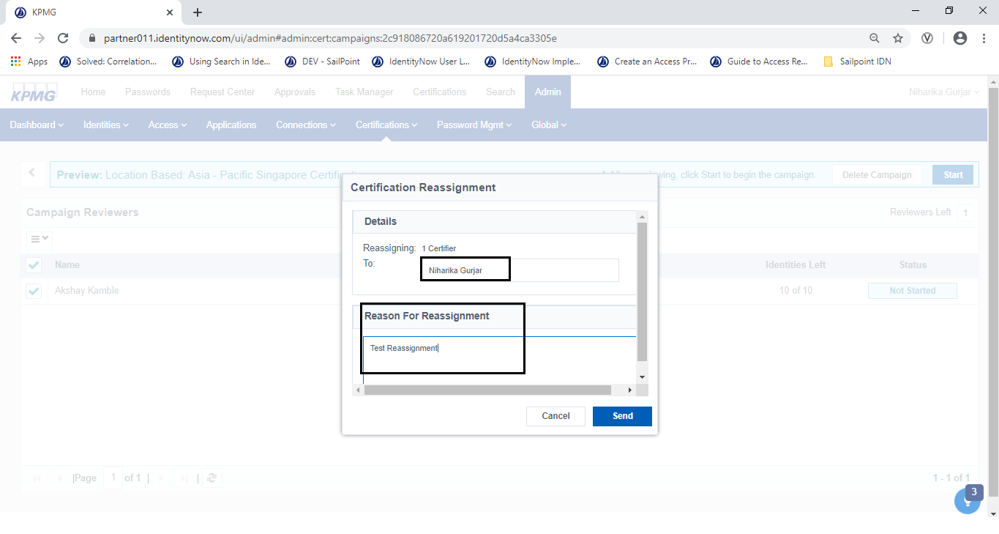 KPMG
partner011.identitynow.com/ui/admin#admin:cert:campaigns:2c918086720a619201720d5a4ca3305e
Apps Solved: Correlation... Using Search in Ide... DEV - SailPoint IdentityNow User L... IdentityNow Imple... Create an Access Pr... Guide to Access Re... Sailpoint IDN
KPMG Home Passwords Request Center Approvals Task Manager Certifications Search Admin Niharika Gurjar
Dashboard Identities Access Applications Connections Certifications Password Mgmt Global
Preview: Location Based: Asia - Pacific Singapore click Start to begin the campaign. Delete Campaign Start
Certification Reassignment
Campaign Reviewers Reviewers Left 1
Details
Reassigning: 1 Certifier
To: Niharika Gurjar
Name Identities Left Status
Akshay Kamble 10 of 10 Not Started
Reason For Reassignment
Test Reassignment
Cancel Send
|Page 1 of 1 | | 1 - 1 of 1
3